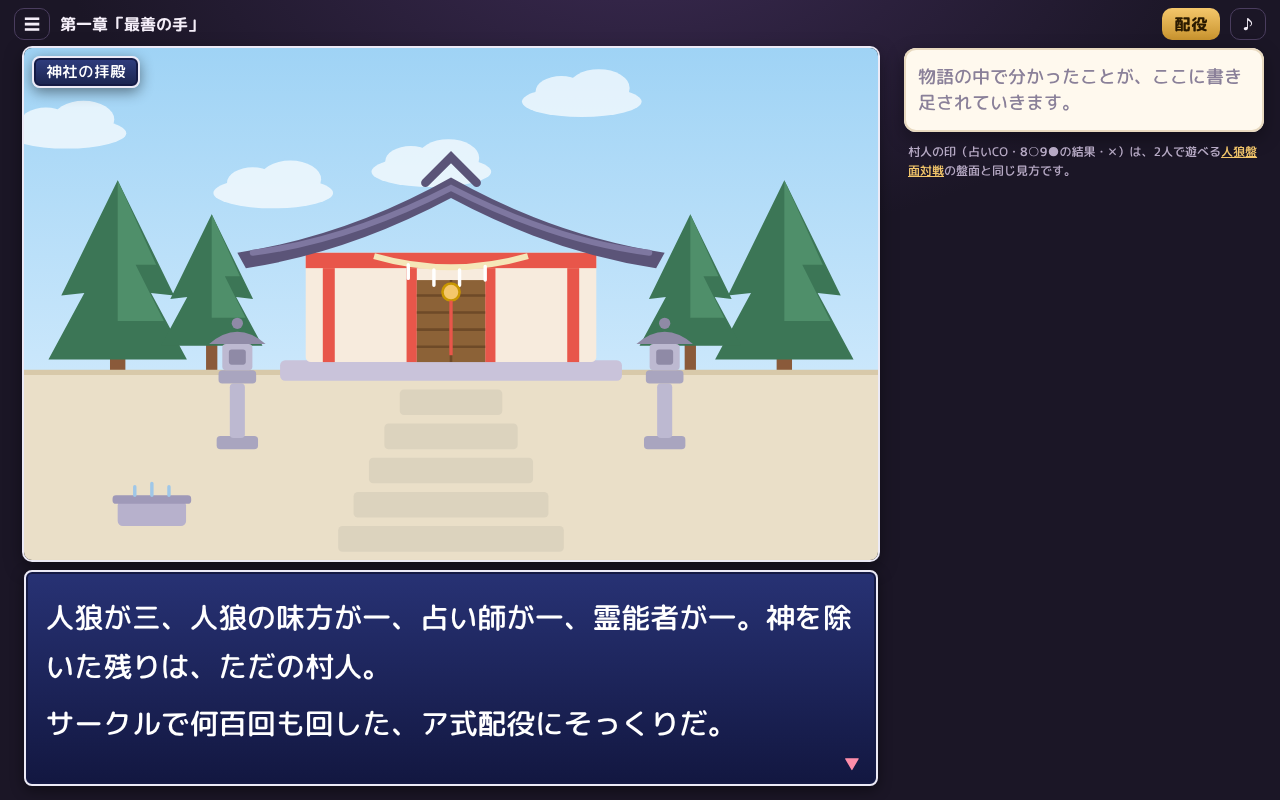 ☰ 第一章「最善の手」
配役 ♪
神社の拝殿
物語の中で分かったことが、ここに書き
足されていきます。
村人の印（占いCO・8○9●の結果・×）は、2人で遊べる人狼盤
面対戦の盤面と同じ見方です。
人狼が三、人狼の味方が一、占い師が一、霊能者が一。神を除
いた残りは、ただの村人。
サークルで何百回も回した、ア式配役にそっくりだ。
▼